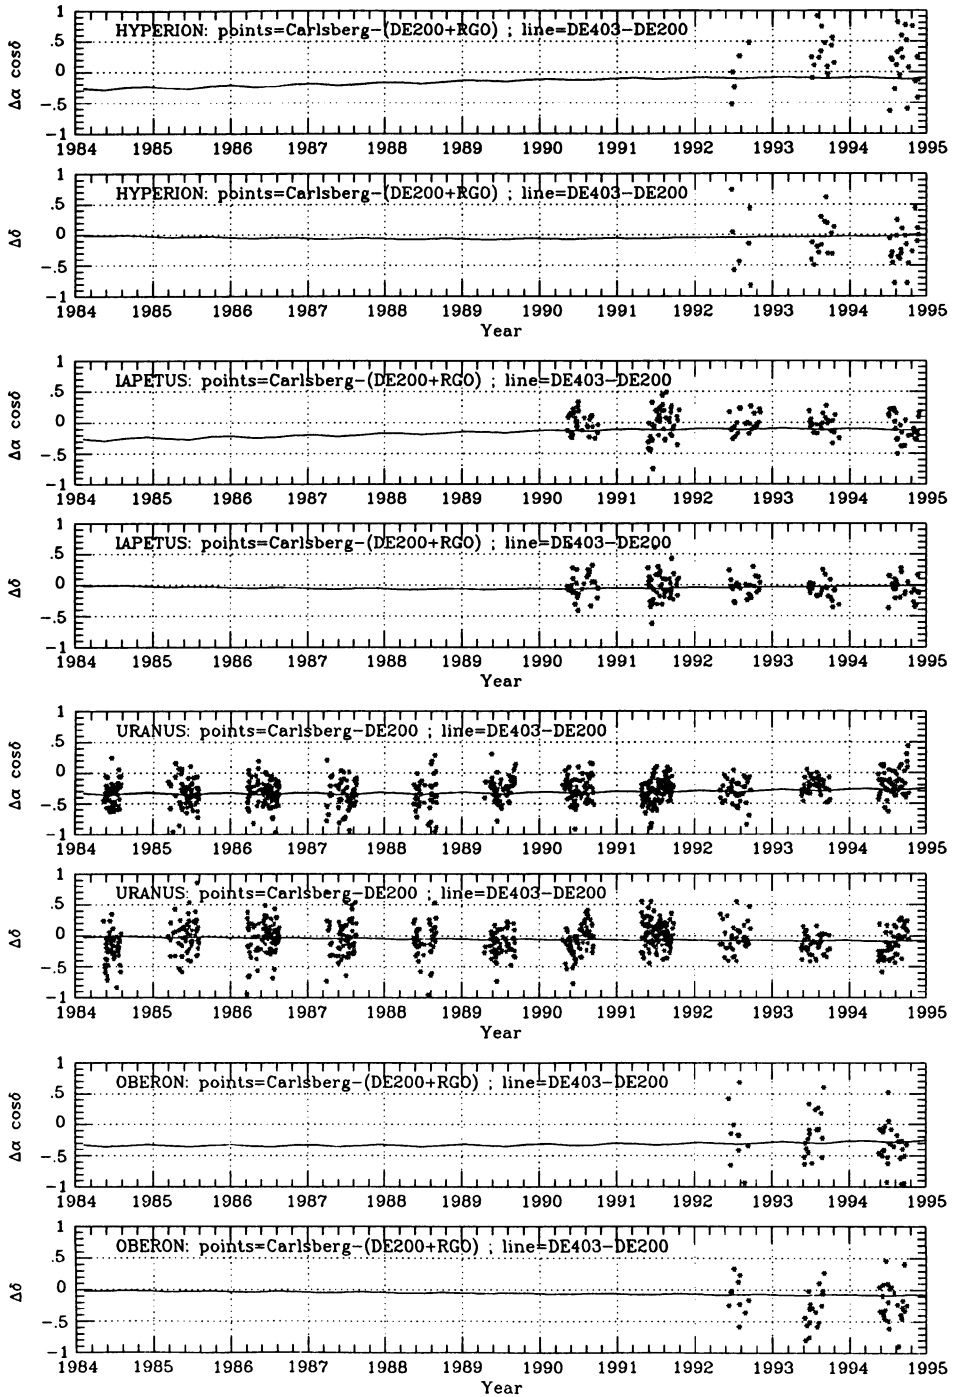 HYPERION: points=Carlsberg-(DE200+RGO) ; line=DE403-DE200
Δα cosδ
1
.5
0
-.5
-1
1984 1985 1986 1987 1988 1989 1990 1991 1992 1993 1994 1995
HYPERION: points=Carlsberg-(DE200+RGO) ; line=DE403-DE200
Δδ
1
.5
0
-.5
-1
1984 1985 1986 1987 1988 1989 1990 1991 1992 1993 1994 1995
Year
IAPETUS: points=Carlsberg-(DE200+RGO) ; line=DE403-DE200
Δα cosδ
1
.5
0
-.5
-1
1984 1985 1986 1987 1988 1989 1990 1991 1992 1993 1994 1995
IAPETUS: points=Carlsberg-(DE200+RGO) ; line=DE403-DE200
Δδ
1
.5
0
-.5
-1
1984 1985 1986 1987 1988 1989 1990 1991 1992 1993 1994 1995
Year
URANUS: points=Carlsberg-DE200 ; line=DE403-DE200
Δα cosδ
1
.5
0
-.5
-1
1984 1985 1986 1987 1988 1989 1990 1991 1992 1993 1994 1995
URANUS: points=Carlsberg-DE200 ; line=DE403-DE200
Δδ
1
.5
0
-.5
-1
1984 1985 1986 1987 1988 1989 1990 1991 1992 1993 1994 1995
Year
OBERON: points=Carlsberg-(DE200+RGO) ; line=DE403-DE200
Δα cosδ
1
.5
0
-.5
-1
1984 1985 1986 1987 1988 1989 1990 1991 1992 1993 1994 1995
OBERON: points=Carlsberg-(DE200+RGO) ; line=DE403-DE200
Δδ
1
.5
0
-.5
-1
1984 1985 1986 1987 1988 1989 1990 1991 1992 1993 1994 1995
Year